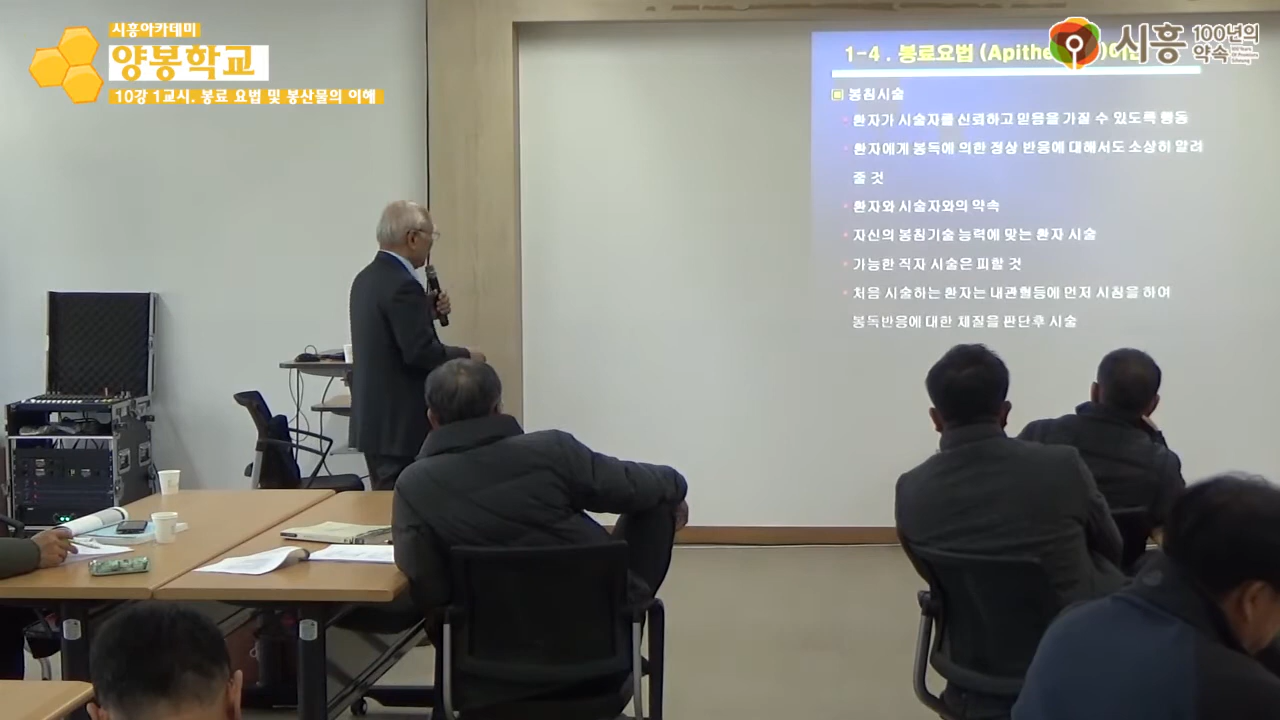 시흥아카데미
양봉학교
10강 1교시. 봉료 요법 및 봉산물의 이해
시흥 100년의 약속
1-4 . 봉료요법 (Apithe
봉침시술
환자가 시술자를 신뢰하고 믿음을 가질 수 있도록 행동
환자에게 봉독에 의한 정상 반응에 대해서도 소상히 알려
줄 것
환자와 시술자와의 약속
자신의 봉침기술 능력에 맞는 환자 시술
가능한 직자 시술은 피할 것
처음 시술하는 환자는 내관혈등에 먼저 시침을 하여
봉독반응에 대한 체질을 판단후 시술